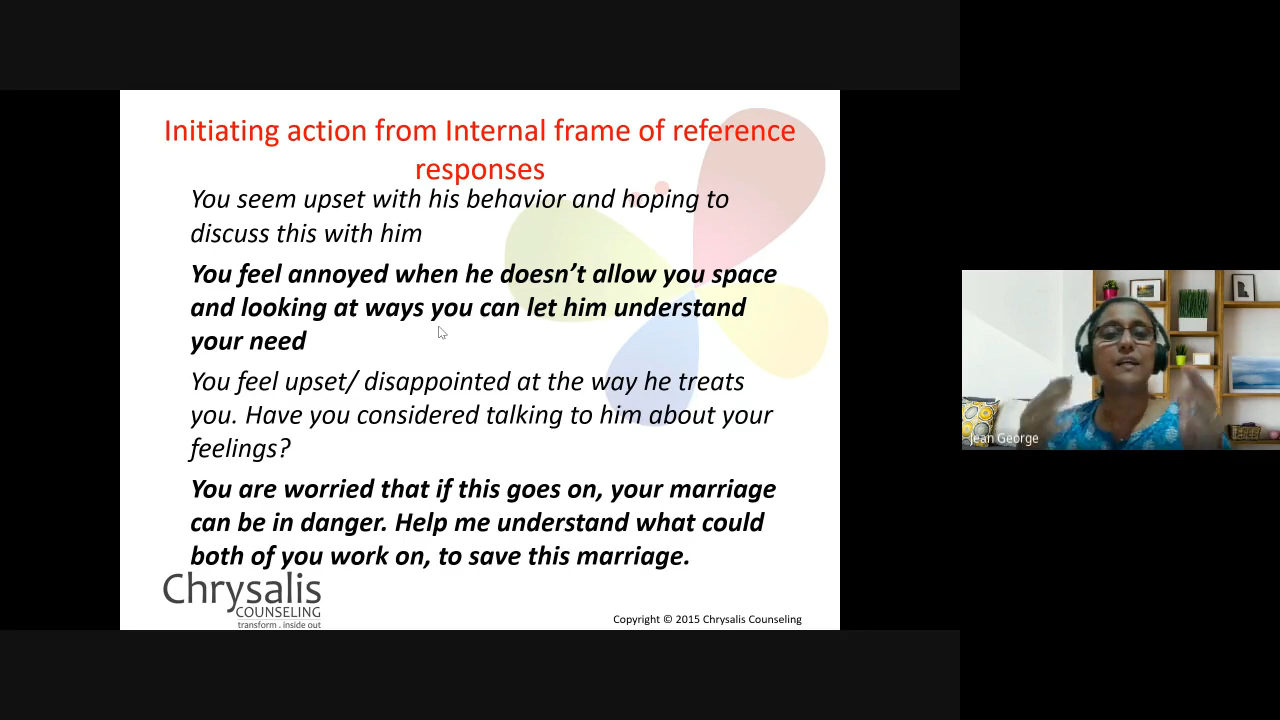 Initiating action from Internal frame of reference
responses
You seem upset with his behavior and hoping to
discuss this with him
You feel annoyed when he doesn’t allow you space
and looking at ways you can let him understand
your need
You feel upset/ disappointed at the way he treats
you. Have you considered talking to him about your
feelings?
You are worried that if this goes on, your marriage
can be in danger. Help me understand what could
both of you work on, to save this marriage.
Chrysalis
COUNSELING
transform . inside out
Copyright © 2015 Chrysalis Counseling
Jean George